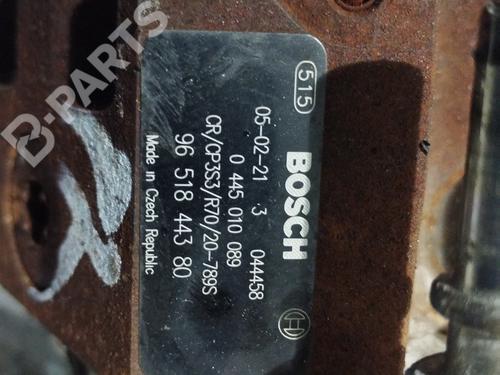 515
BOSCH
05-02-21 3 044458
0 445 010 089
CR/CP3S3/R70/20-789S
96 518 443 80
Made in Czech Republic
B-PARTS